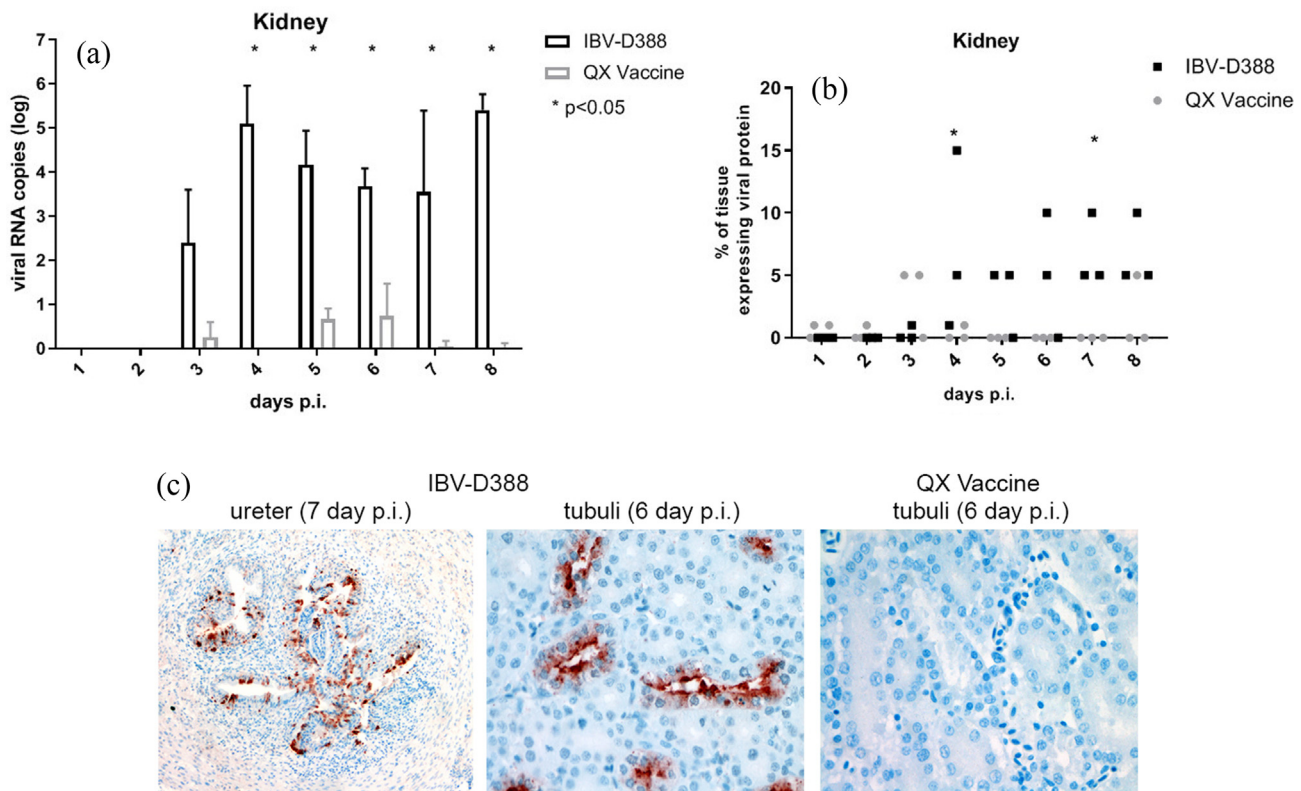 (a)
Kidney
viral RNA copies (log)
7
6
5
4
3
2
1
0
* * * * *
1 2 3 4 5 6 7 8
days p.i.
IBV-D388
QX Vaccine
* p<0.05
(b)
Kidney
% of tissue
expressing viral protein
20
15
10
5
0
* *
1 2 3 4 5 6 7 8
days p.i.
IBV-D388
QX Vaccine
(c)
IBV-D388
ureter (7 day p.i.)
tubuli (6 day p.i.)
QX Vaccine
tubuli (6 day p.i.)